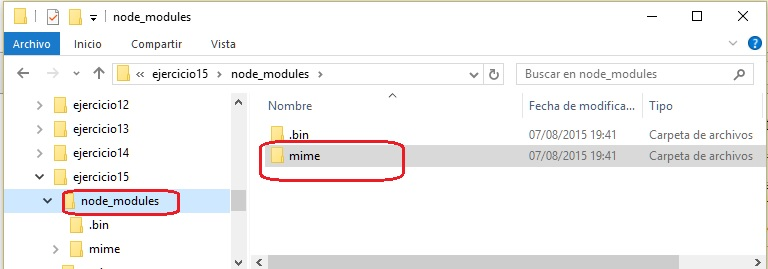 node_modules
Archivo Inicio Compartir Vista
ejercicio15 node_modules
Buscar en node_modules
Nombre Fecha de modifica... Tipo
.bin 07/08/2015 19:41 Carpeta de archivos
mime 07/08/2015 19:41 Carpeta de archivos
ejercicio12
ejercicio13
ejercicio14
ejercicio15
node_modules
.bin
mime